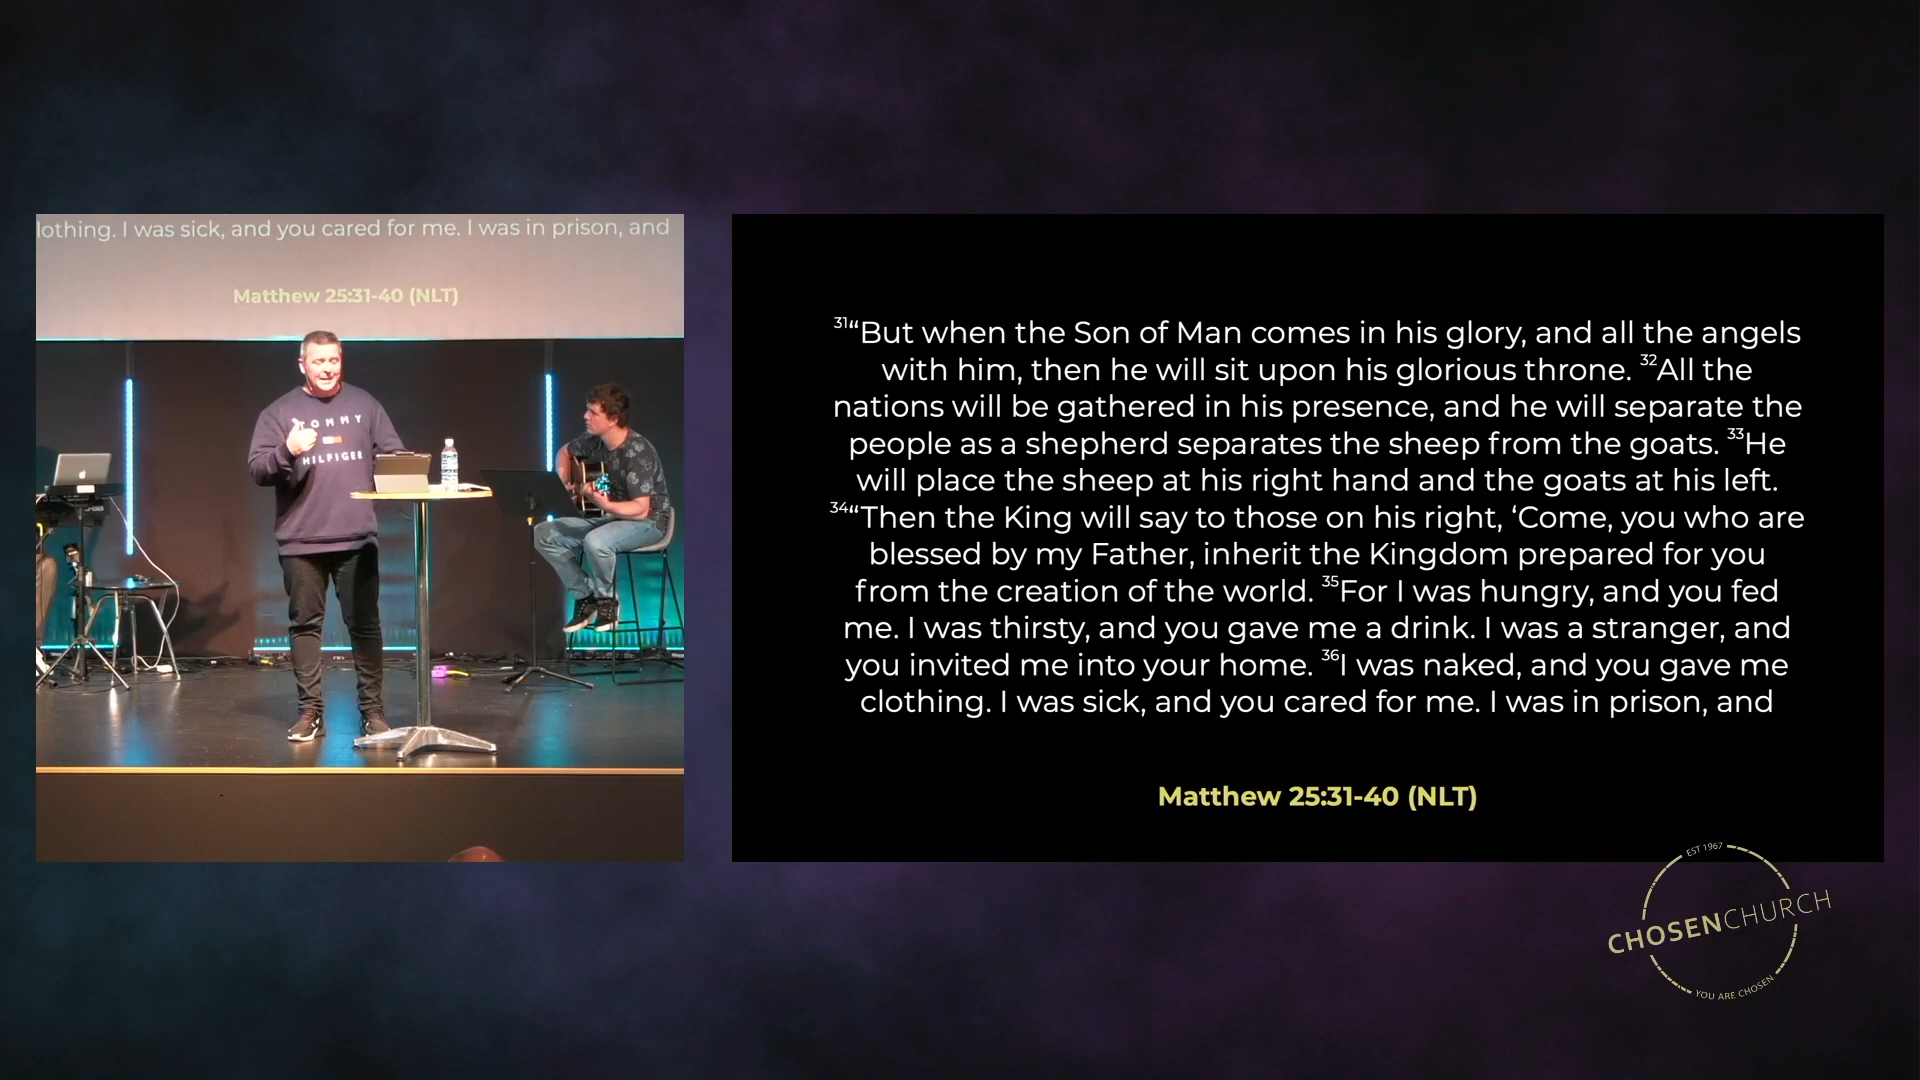 lothing. I was sick, and you cared for me. I was in prison, and
Matthew 25:31-40 (NLT)
TOMMY
HILFIGER
31“But when the Son of Man comes in his glory, and all the angels
with him, then he will sit upon his glorious throne. 32All the
nations will be gathered in his presence, and he will separate the
people as a shepherd separates the sheep from the goats. 33He
will place the sheep at his right hand and the goats at his left.
34“Then the King will say to those on his right, ‘Come, you who are
blessed by my Father, inherit the Kingdom prepared for you
from the creation of the world. 35For I was hungry, and you fed
me. I was thirsty, and you gave me a drink. I was a stranger, and
you invited me into your home. 36I was naked, and you gave me
clothing. I was sick, and you cared for me. I was in prison, and
Matthew 25:31-40 (NLT)
EST 1967
CHOSENCHURCH
YOU ARE CHOSEN